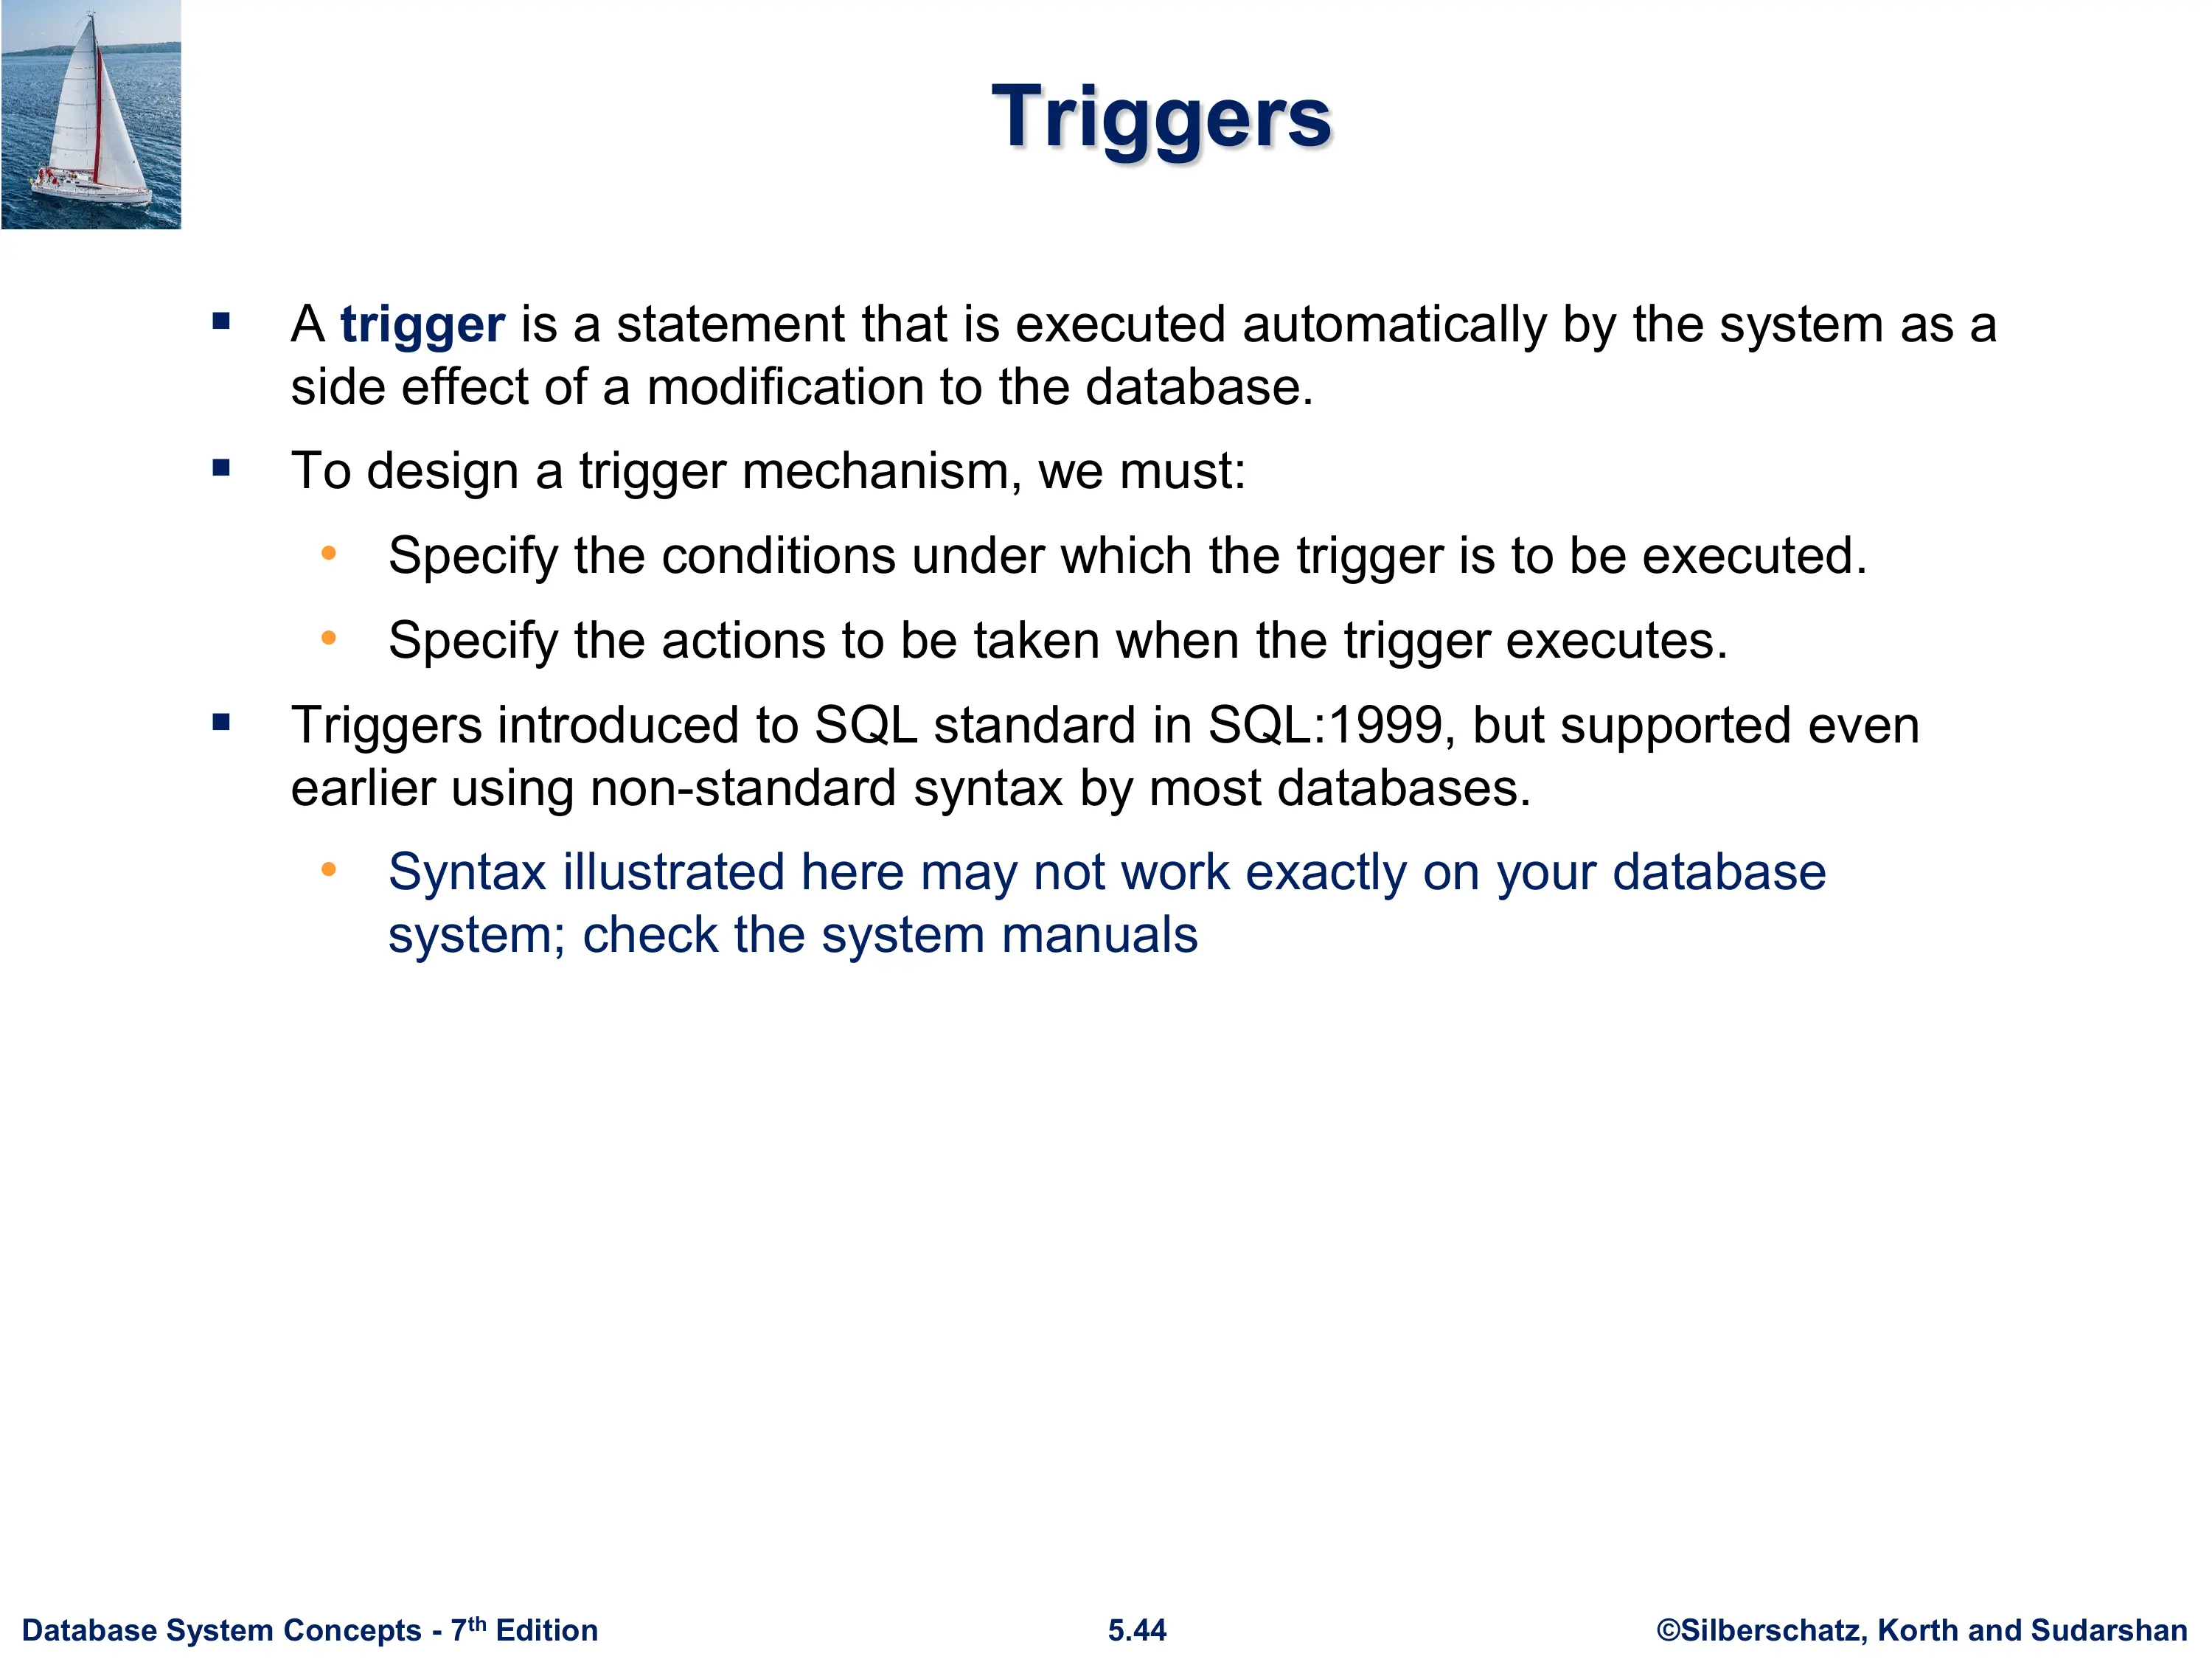 Triggers
▪ A trigger is a statement that is executed automatically by the system as a
side effect of a modification to the database.
▪ To design a trigger mechanism, we must:
• Specify the conditions under which the trigger is to be executed.
• Specify the actions to be taken when the trigger executes.
▪ Triggers introduced to SQL standard in SQL:1999, but supported even
earlier using non-standard syntax by most databases.
• Syntax illustrated here may not work exactly on your database
system; check the system manuals
Database System Concepts - 7th Edition
5.44
©Silberschatz, Korth and Sudarshan